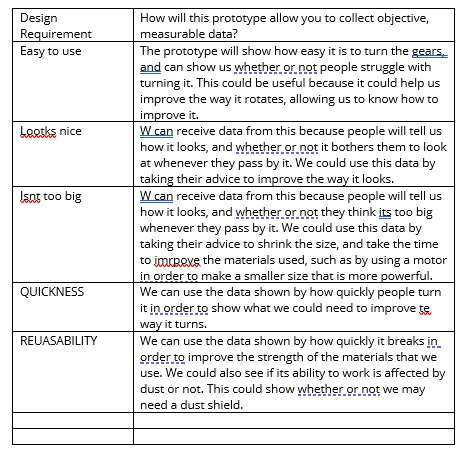 Design
Requirement
How will this prototype allow you to collect objective,
measurable data?
Easy to use
The prototype will show how easy it is to turn the gears,
and can show us whether or not people struggle with
turning it. This could be useful because it could help us
improve the way it rotates, allowing us to know how to
improve it.
Lootks nice
W can receive data from this because people will tell us
how it looks, and whether or not it bothers them to look
at whenever they pass by it. We could use this data by
taking their advice to improve the way it looks.
Isnt too big
W can receive data from this because people will tell us
how it looks, and whether or not they think its too big
whenever they pass by it. We could use this data by
taking their advice to shrink the size, and take the time
to imrpove the materials used, such as by using a motor
in order to make a smaller size that is more powerful.
QUICKNESS
We can use the data shown by how quickly people turn
it in order to show what we could need to improve te
way it turns.
REUASABILITY
We can use the data shown by how quickly it breaks in
order to improve the strength of the materials that we
use. We could also see if its ability to work is affected by
dust or not. This could show whether or not we may
need a dust shield.